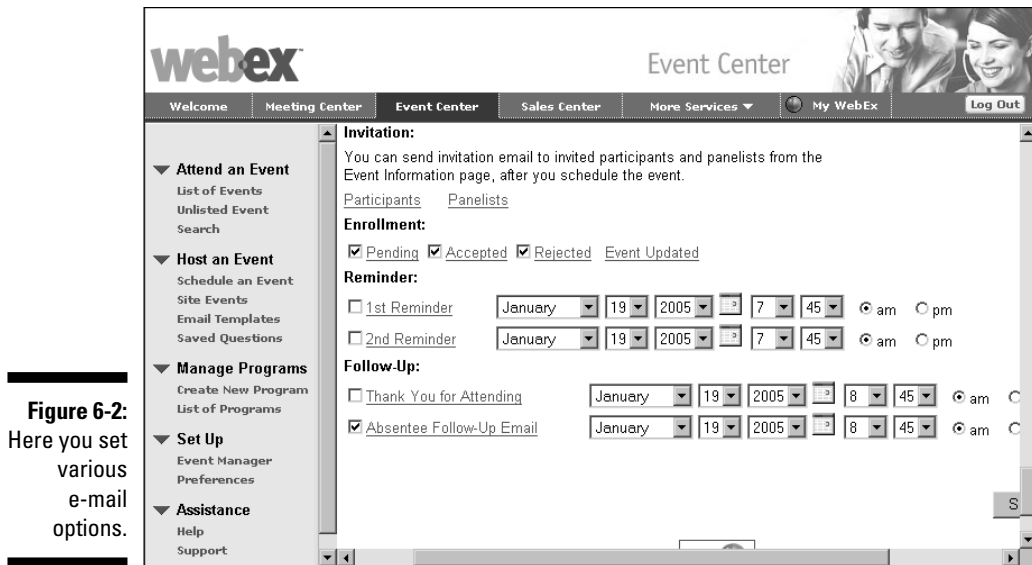 webex
Event Center
Welcome Meeting Center Event Center Sales Center More Services My WebEx Log Out
Attend an Event
List of Events
Unlisted Event
Search
Host an Event
Schedule an Event
Site Events
Email Templates
Saved Questions
Manage Programs
Create New Program
List of Programs
Set Up
Event Manager
Preferences
Assistance
Help
Support
Invitation:
You can send invitation email to invited participants and panelists from the
Event Information page, after you schedule the event.
Participants Panelists
Enrollment:
Pending Accepted Rejected Event Updated
Reminder:
1st Reminder January 19 2005 7 45 am pm
2nd Reminder January 19 2005 7 45 am pm
Follow-Up:
Thank You for Attending January 19 2005 8 45 am
Absentee Follow-Up Email January 19 2005 8 45 am
S
Figure 6-2:
Here you set
various
e-mail
options.